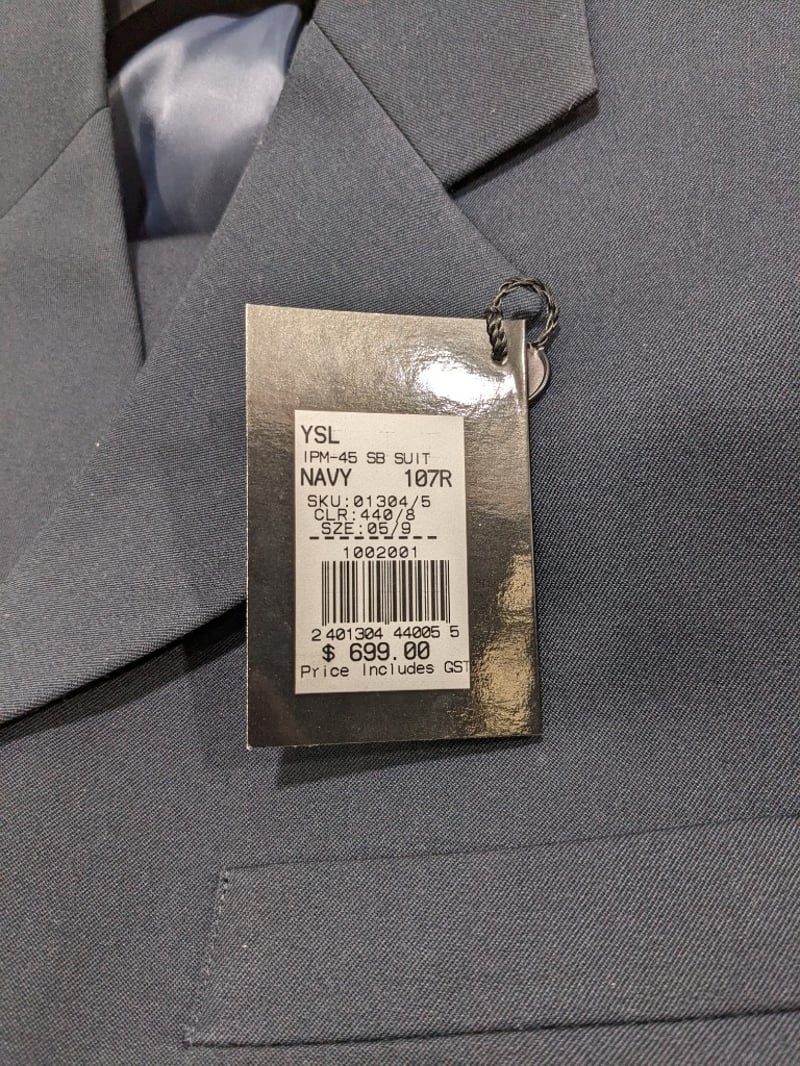 YSL
IPM-45 SB SUIT
NAVY 107R
SKU:01304/5
CLR:440/8
SZE:05/9
1002001
2 401304 44005 5
$ 699.00
Price Includes GST